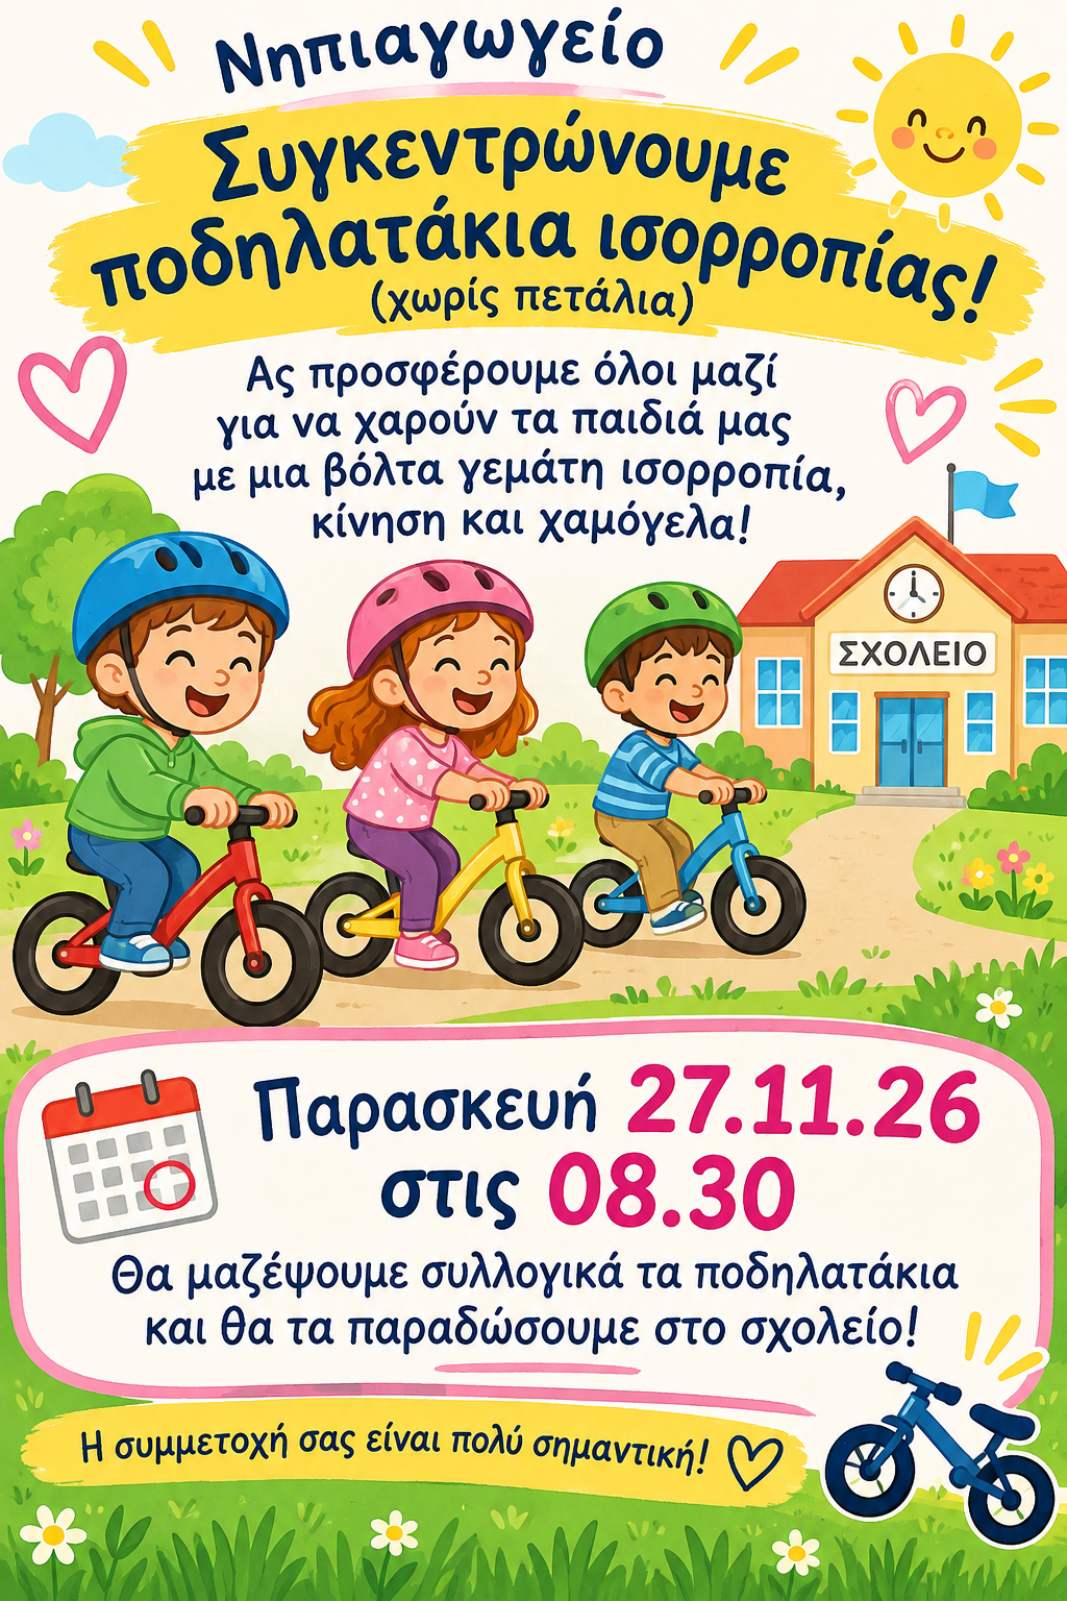 Νηπιαγωγείο
Συγκεντρώνουμε
ποδηλατάκια ισορροπίας!
(χωρίς πετάλια)
Ας προσφέρουμε όλοι μαζί
για να χαρούν τα παιδιά μας
με μια βόλτα γεμάτη ισορροπία,
κίνηση και χαμόγελα!
ΣΧΟΛΕΙΟ
Παρασκευή 27.11.26
στις 08.30
Θα μαζέψουμε συλλογικά τα ποδηλατάκια
και θα τα παραδώσουμε στο σχολείο!
Η συμμετοχή σας είναι πολύ σημαντική!